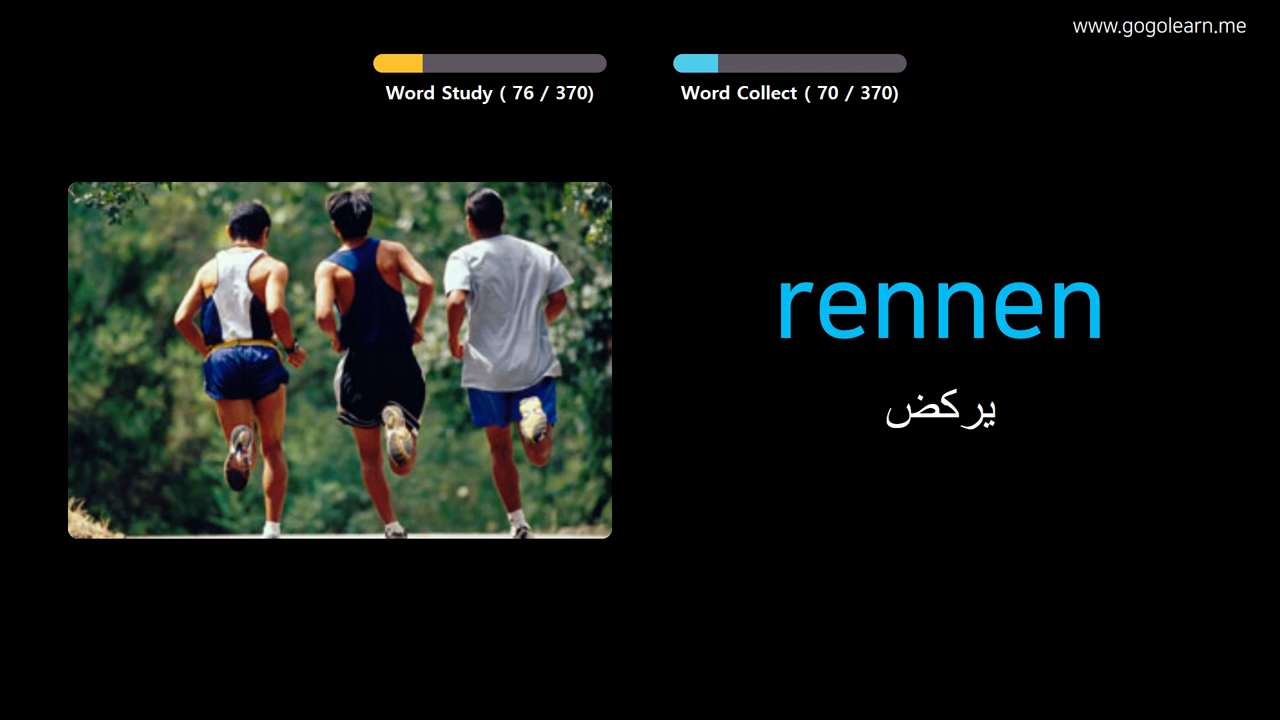 www.gogolearn.me
Word Study ( 76 / 370)
Word Collect ( 70 / 370)
rennen
يركض